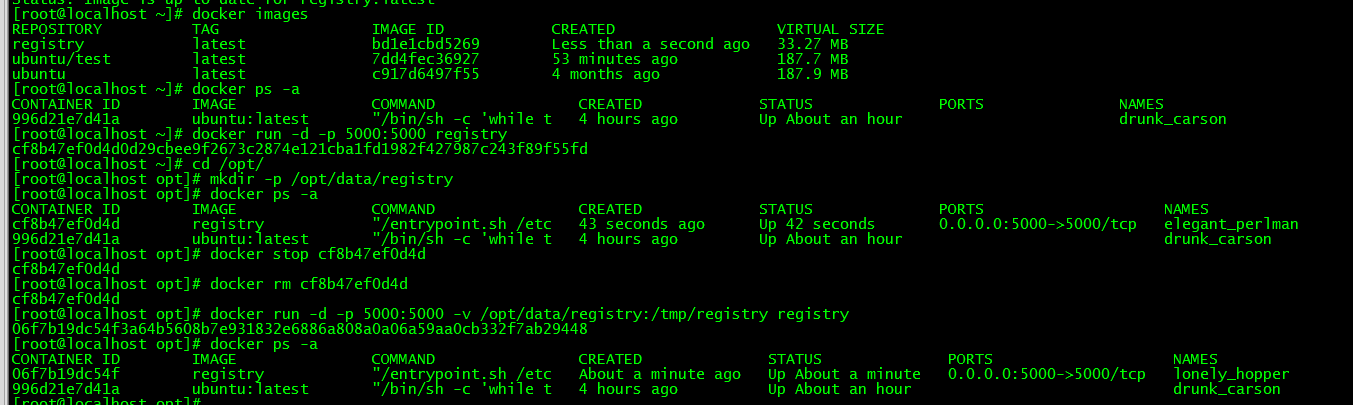 Status: Image is up to date for registry:latest
[root@localhost ~]# docker images
REPOSITORY TAG IMAGE ID CREATED VIRTUAL SIZE
registry latest bd1e1cbd5269 Less than a second ago 33.27 MB
ubuntu/test latest 7dd4fec36927 53 minutes ago 187.7 MB
ubuntu latest c917d6497f55 4 months ago 187.9 MB
[root@localhost ~]# docker ps -a
CONTAINER ID IMAGE COMMAND CREATED STATUS PORTS NAMES
996d21e7d41a ubuntu:latest "/bin/sh -c 'while t 4 hours ago Up About an hour drunk_carson
[root@localhost ~]# docker run -d -p 5000:5000 registry
cf8b47ef0d4d0d29cbee9f2673c2874e121cba1fd1982f427987c243f89f55fd
[root@localhost ~]# cd /opt/
[root@localhost opt]# mkdir -p /opt/data/registry
[root@localhost opt]# docker ps -a
CONTAINER ID IMAGE COMMAND CREATED STATUS PORTS NAMES
cf8b47ef0d4d registry "/entrypoint.sh /etc 43 seconds ago Up 42 seconds 0.0.0.0:5000->5000/tcp elegant_perlman
996d21e7d41a ubuntu:latest "/bin/sh -c 'while t 4 hours ago Up About an hour drunk_carson
[root@localhost opt]# docker stop cf8b47ef0d4d
cf8b47ef0d4d
[root@localhost opt]# docker rm cf8b47ef0d4d
cf8b47ef0d4d
[root@localhost opt]# docker run -d -p 5000:5000 -v /opt/data/registry:/tmp/registry registry
06f7b19dc54f3a64b5608b7e931832e6886a808a0a06a59aa0cb332f7ab29448
[root@localhost opt]# docker ps -a
CONTAINER ID IMAGE COMMAND CREATED STATUS PORTS NAMES
06f7b19dc54f registry "/entrypoint.sh /etc About a minute ago Up About a minute 0.0.0.0:5000->5000/tcp lonely_hopper
996d21e7d41a ubuntu:latest "/bin/sh -c 'while t 4 hours ago Up About an hour drunk_carson
[root@localhost opt]#